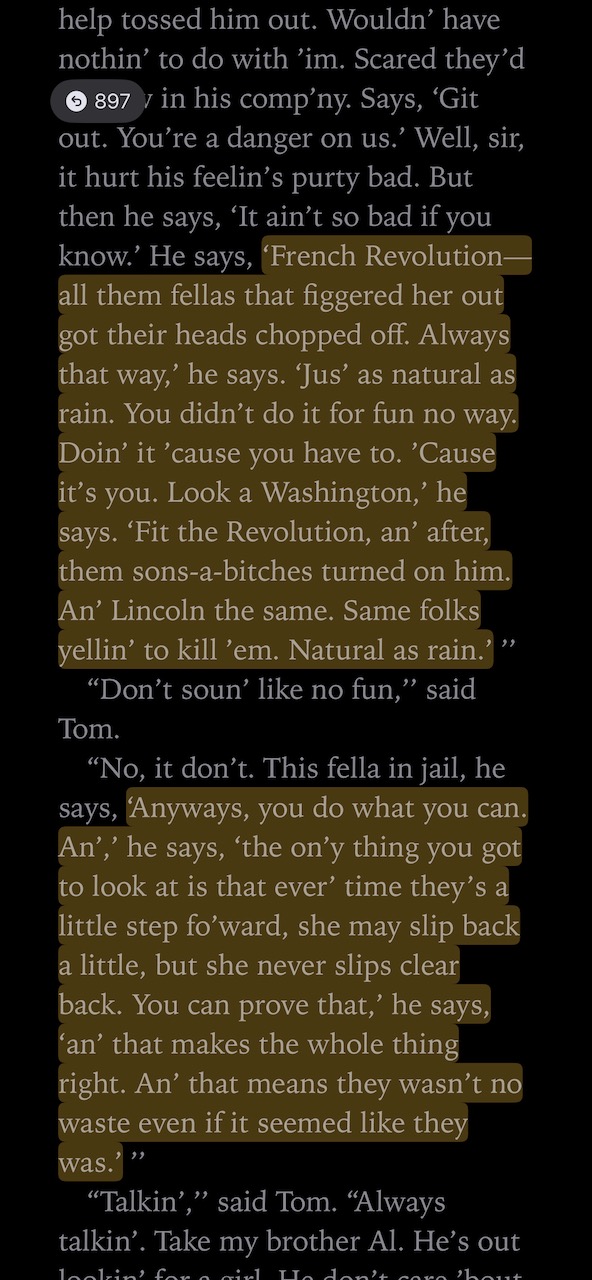 help tossed him out. Wouldn’ have
nothin’ to do with ’im. Scared they’d
897 in his comp’ny. Says, ‘Git
out. You’re a danger on us.’ Well, sir,
it hurt his feelin’s purty bad. But
then he says, ‘It ain’t so bad if you
know.’ He says, ‘French Revolution—
all them fellas that figgered her out
got their heads chopped off. Always
that way,’ he says. ‘Jus’ as natural as
rain. You didn’t do it for fun no way.
Doin’ it ’cause you have to. ’Cause
it’s you. Look a Washington,’ he
says. ‘Fit the Revolution, an’ after,
them sons-a-bitches turned on him.
An’ Lincoln the same. Same folks
yellin’ to kill ’em. Natural as rain.’ ’’
“Don’t soun’ like no fun,’’ said
Tom.
“No, it don’t. This fella in jail, he
says, ‘Anyways, you do what you can.
An’,’ he says, ‘the on’y thing you got
to look at is that ever’ time they’s a
little step fo’ward, she may slip back
a little, but she never slips clear
back. You can prove that,’ he says,
‘an’ that makes the whole thing
right. An’ that means they wasn’t no
waste even if it seemed like they
was.’ ’’
“Talkin’,’’ said Tom. “Always
talkin’. Take my brother Al. He’s out
lookin’ for a girl. He don’t care ’bout